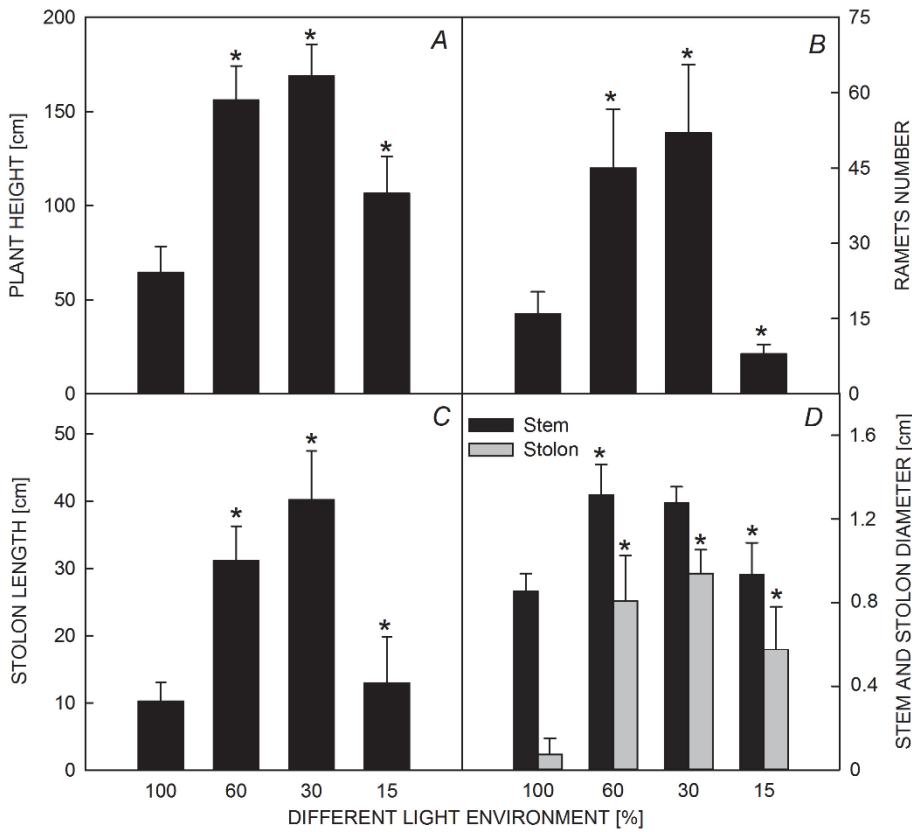 A
B
200
150
100
50
0
PLANT HEIGHT [cm]
* * *
* * *
75
60
45
30
15
0
RAMETS NUMBER
C
D
50
40
30
20
10
0
STOLON LENGTH [cm]
* * *
Stem
Stolon
* * * * *
1.6
1.2
0.8
0.4
0
STEM AND STOLON DIAMETER [cm]
100 60 30 15
100 60 30 15
DIFFERENT LIGHT ENVIRONMENT [%]